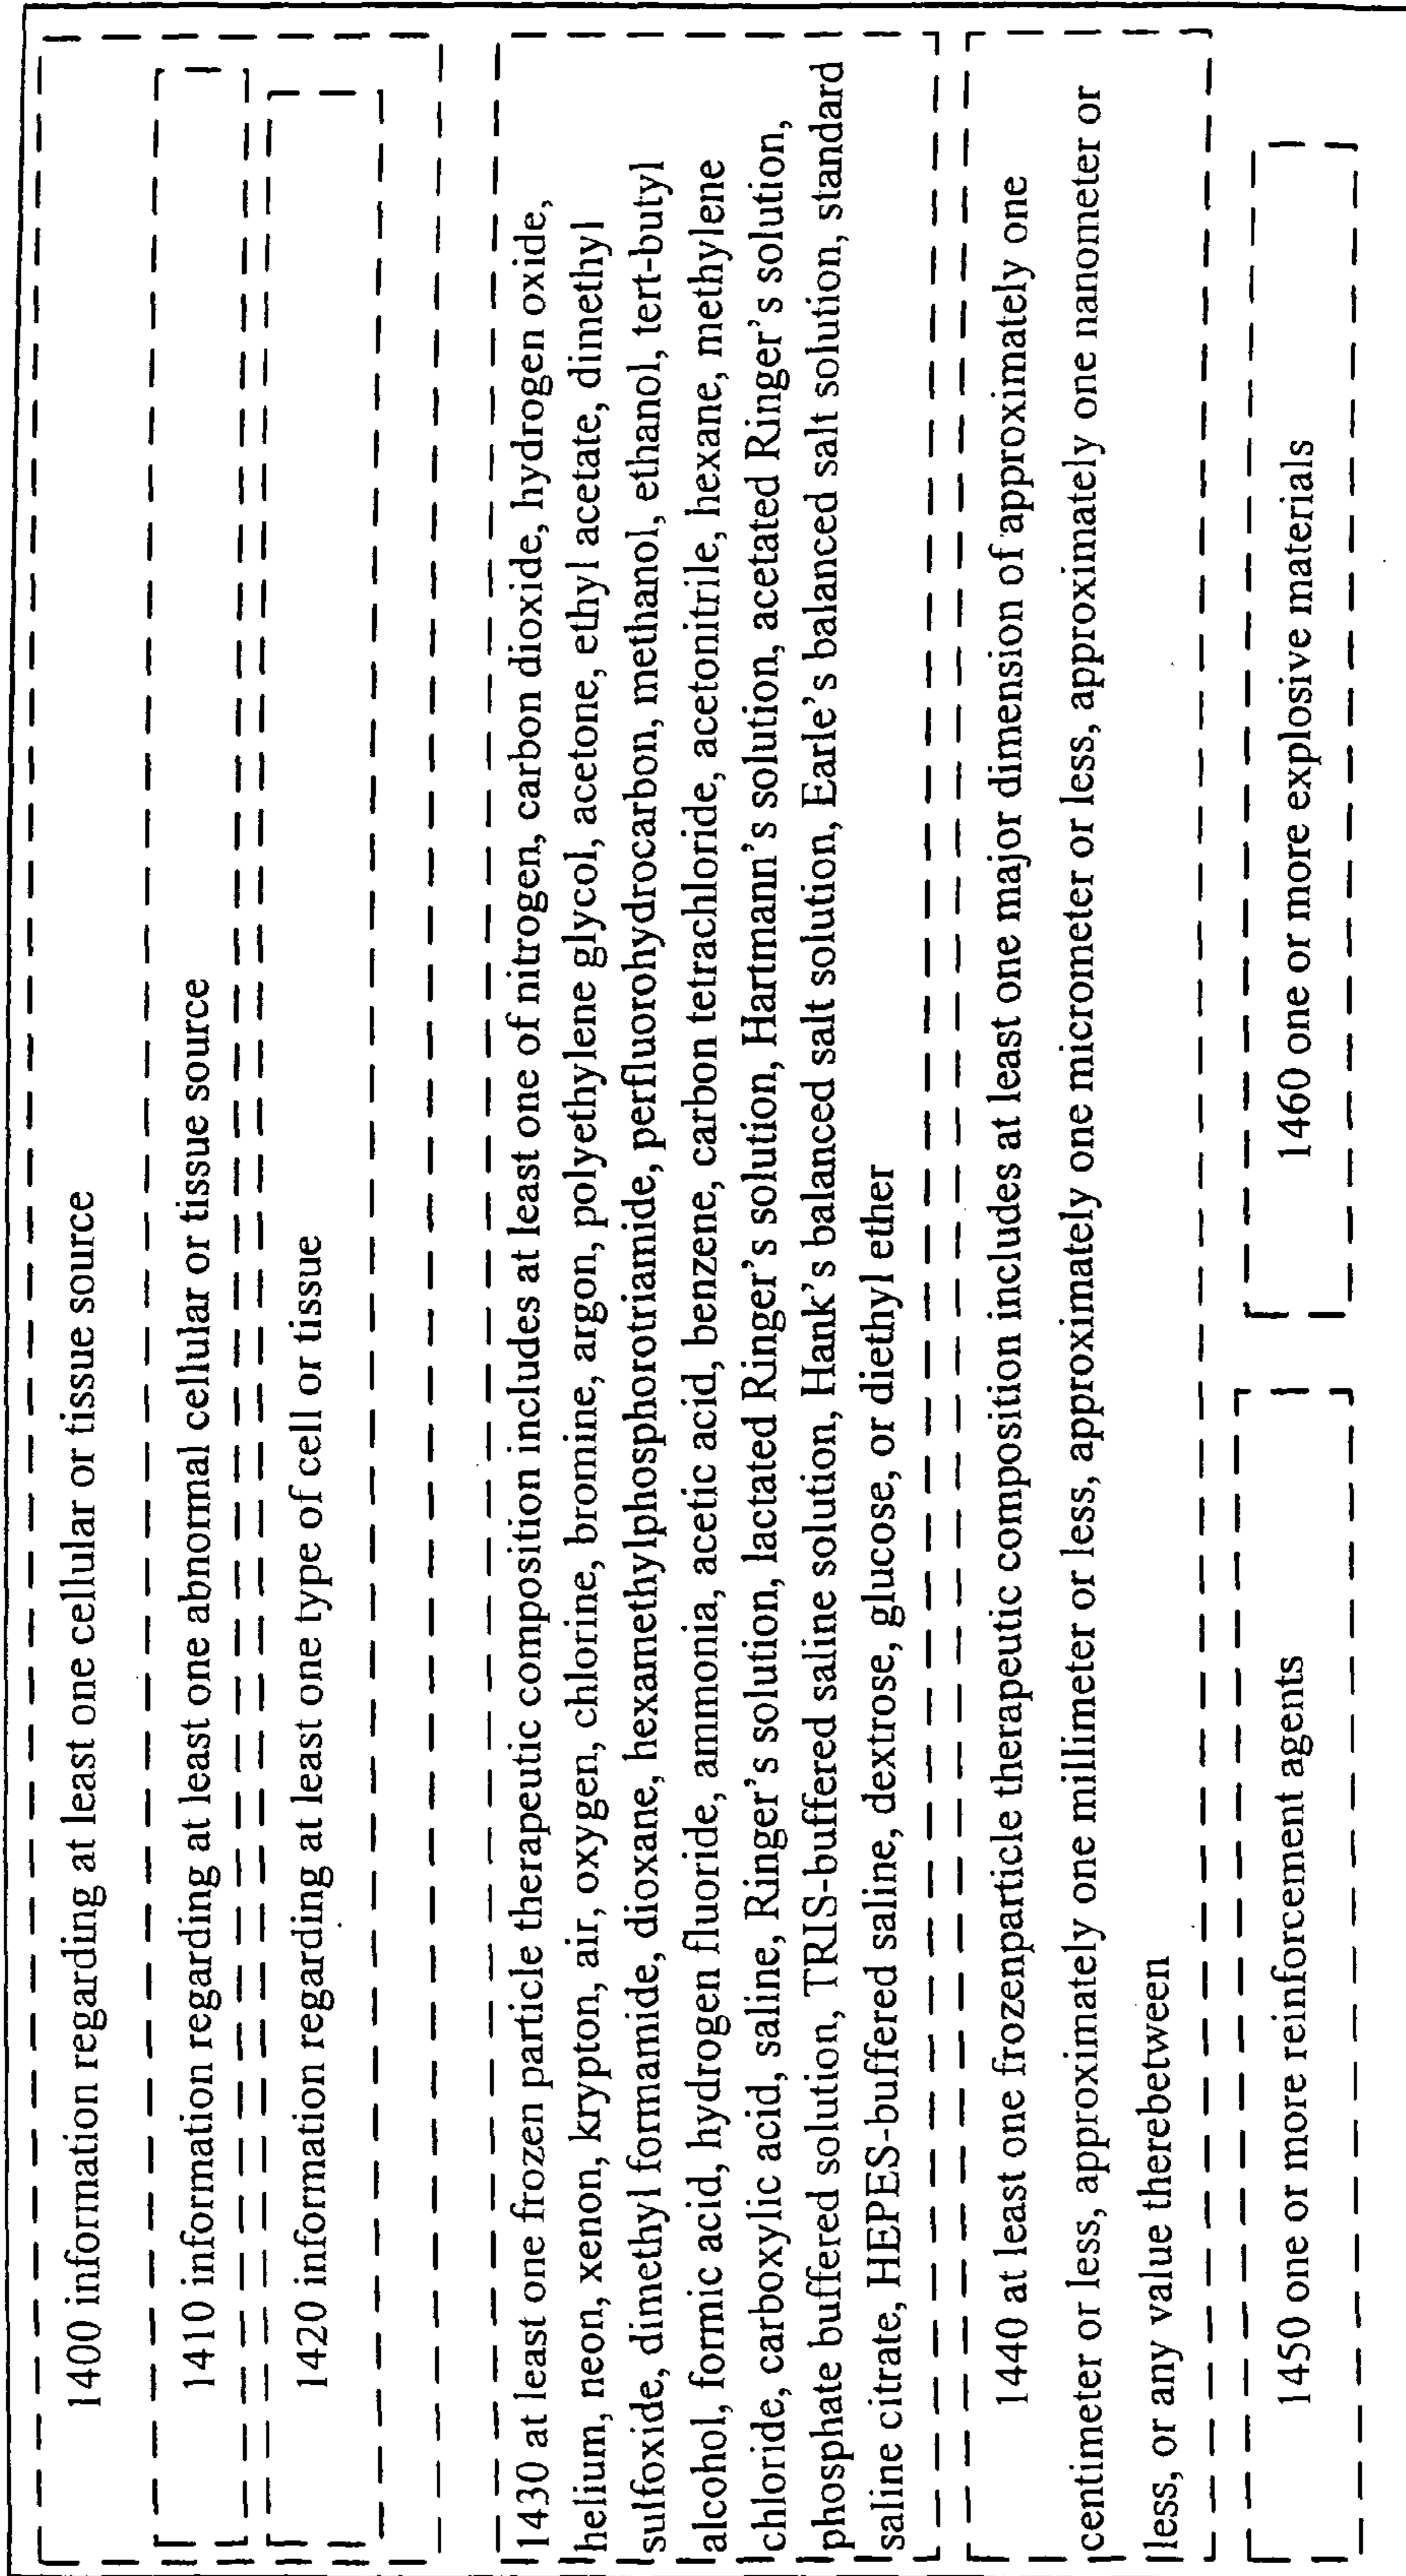 1400 information regarding at least one cellular or tissue source
1410 information regarding at least one abnormal cellular or tissue source
1420 information regarding at least one type of cell or tissue
1430 at least one frozen particle therapeutic composition includes at least one of nitrogen, carbon dioxide, hydrogen oxide,
helium, neon, xenon, krypton, air, oxygen, chlorine, bromine, argon, polyethylene glycol, acetone, ethyl acetate, dimethyl
sulfoxide, dimethyl formamide, dioxane, hexamethylphosphorotriamide, perfluorohydrocarbon, methanol, ethanol, tert-butyl
alcohol, formic acid, hydrogen fluoride, ammonia, acetic acid, benzene, carbon tetrachloride, acetonitrile, hexane, methylene
chloride, carboxylic acid, saline, Ringer's solution, lactated Ringer's solution, Hartmann's solution, acetated Ringer's solution,
phosphate buffered solution, TRIS-buffered saline solution, Hank's balanced salt solution, Earle's balanced salt solution, standard
saline citrate, HEPES-buffered saline, dextrose, glucose, or diethyl ether
1440 at least one frozenparticle therapeutic composition includes at least one major dimension of approximately one
centimeter or less, approximately one millimeter or less, approximately one micrometer or less, approximately one nanometer or
less, or any value therebetween
1450 one or more reinforcement agents
1460 one or more explosive materials